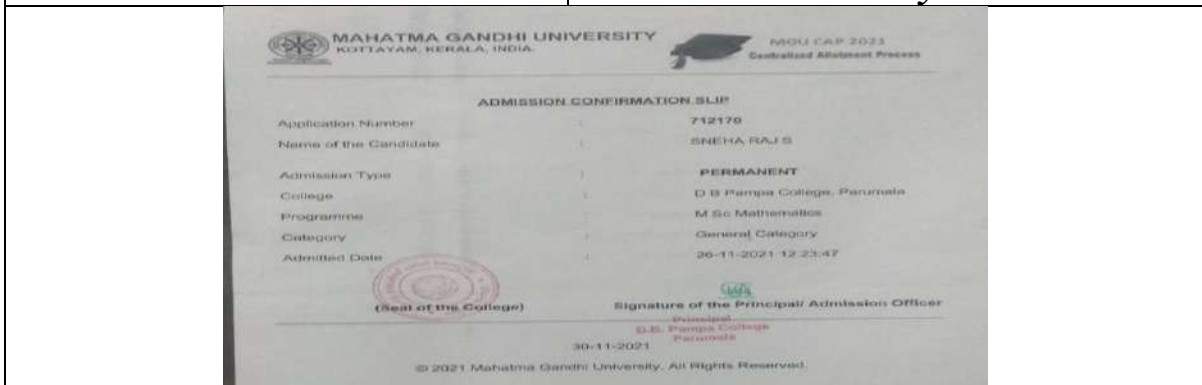 MAHATMA GANDHI UNIVERSITY
KOTTAYAM, KERALA, INDIA.
MGU CAP 2021
Centralised Allotment Process
ADMISSION CONFIRMATION SLIP
Application Number : 712170
Name of the Candidate : SNEHA RAJ S
Admission Type : PERMANENT
College : D B Pampa College, Parumala
Programme : M Sc Mathematics
Category : General Category
Admitted Date : 26-11-2021 12:23:47
(Seal of the College) Signature of the Principal/ Admission Officer
Principal
D.B. Pampa College
Parumala
30-11-2021
© 2021 Mahatma Gandhi University. All Rights Reserved.